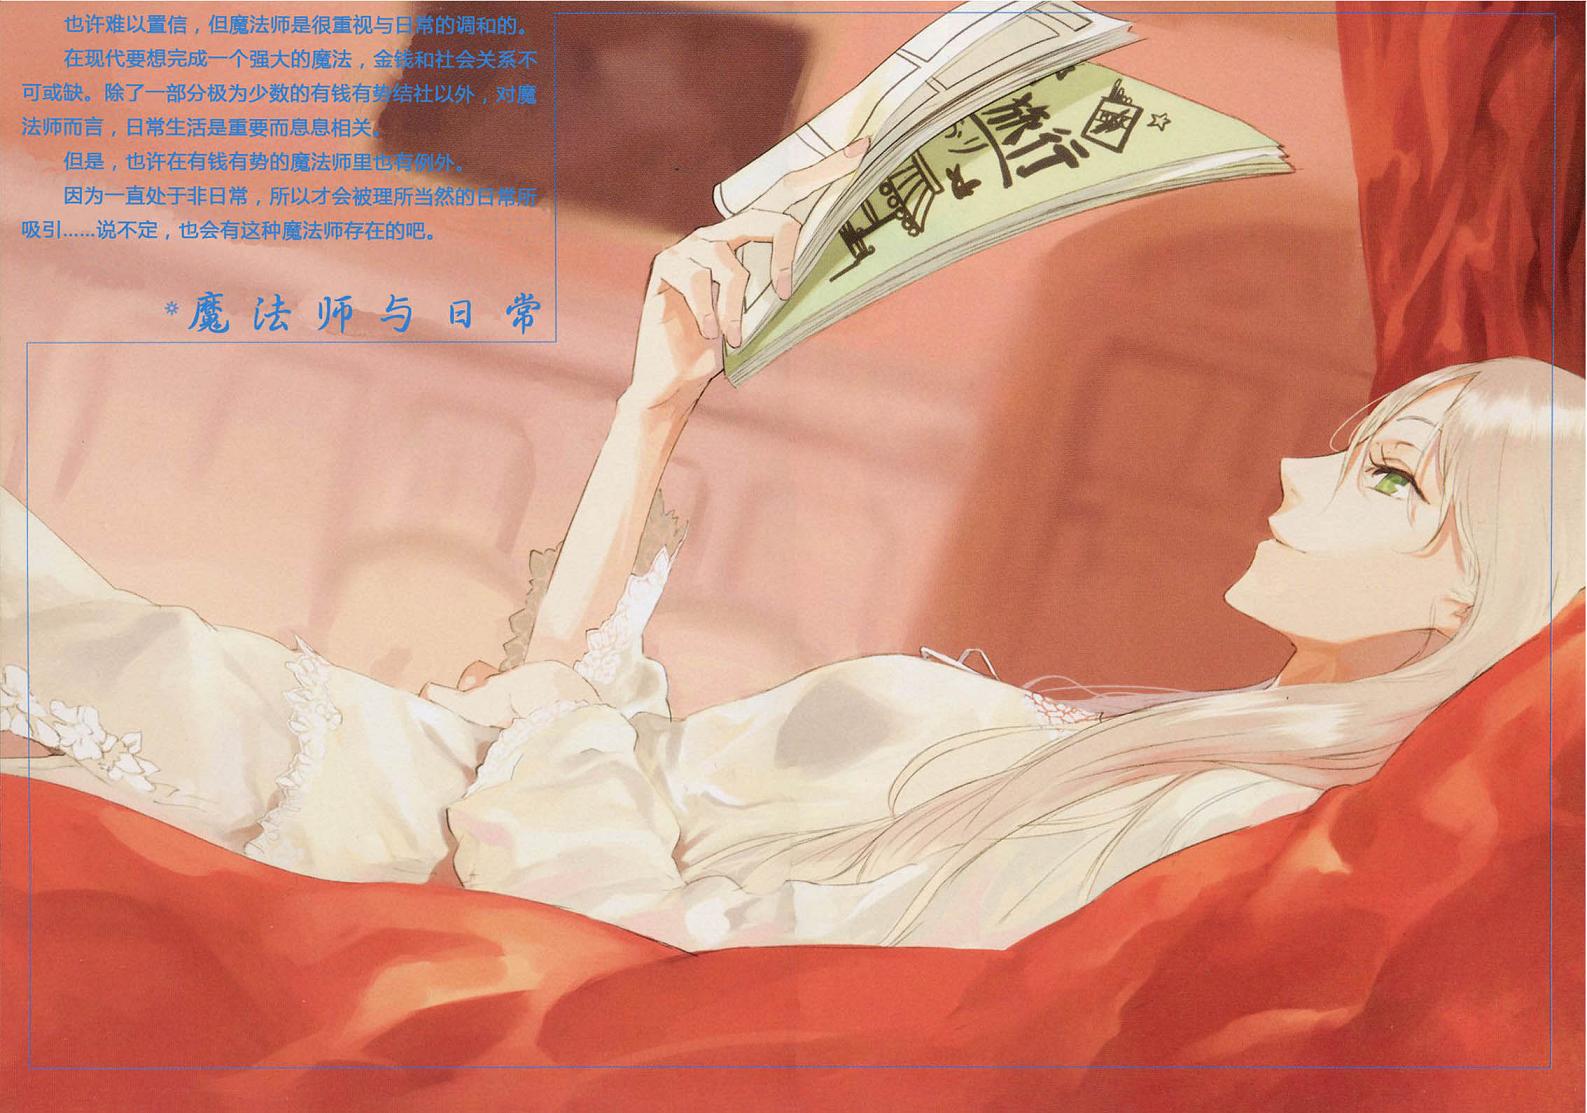 也许难以置信，但魔法师是很重视与日常的调和的。
在现代要想完成一个强大的魔法，金钱和社会关系不
可或缺。除了一部分极为少数的有钱有势结社以外，对魔
法师而言，日常生活是重要而息息相关。
但是，也许在有钱有势的魔法师里也有例外。
因为一直处于非日常，所以才会被理所当然的日常所
吸引……说不定，也会有这种魔法师存在的吧。
*魔法师与日常
旅行